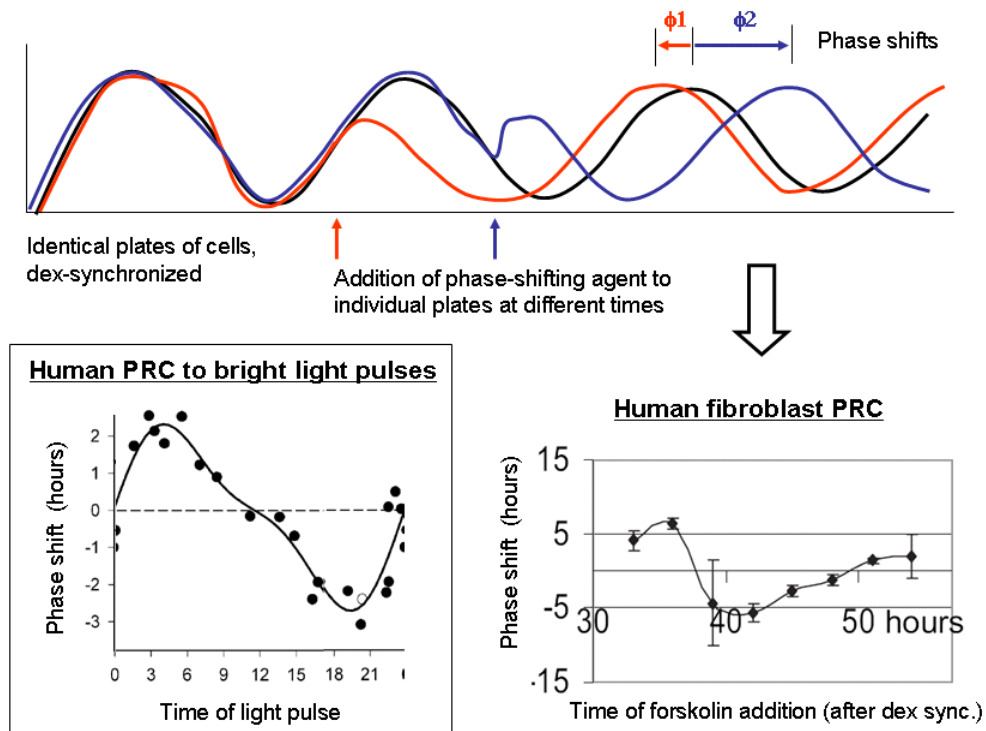 ϕ1 ϕ2
Phase shifts
Identical plates of cells,
dex-synchronized
Addition of phase-shifting agent to
individual plates at different times
Human PRC to bright light pulses
Phase shift (hours)
2
1
0
-1
-2
-3
0 3 6 9 12 15 18 21
Time of light pulse
Human fibroblast PRC
Phase shift (hours)
15
5
-5
-15
30 40 50 hours
Time of forskolin addition (after dex sync.)